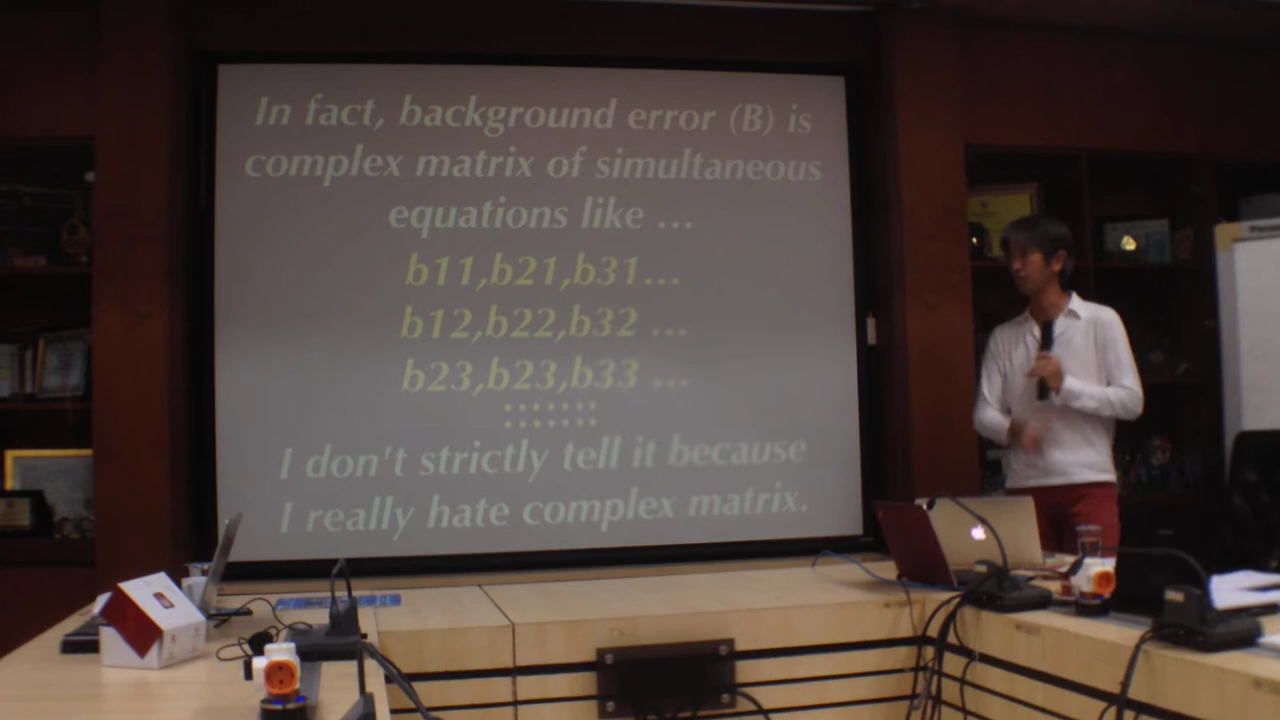 In fact, background error (B) is
complex matrix of simultaneous
equations like ...
b11,b21,b31...
b12,b22,b32 ...
b23,b23,b33 ...
I don't strictly tell it because
I really hate complex matrix.